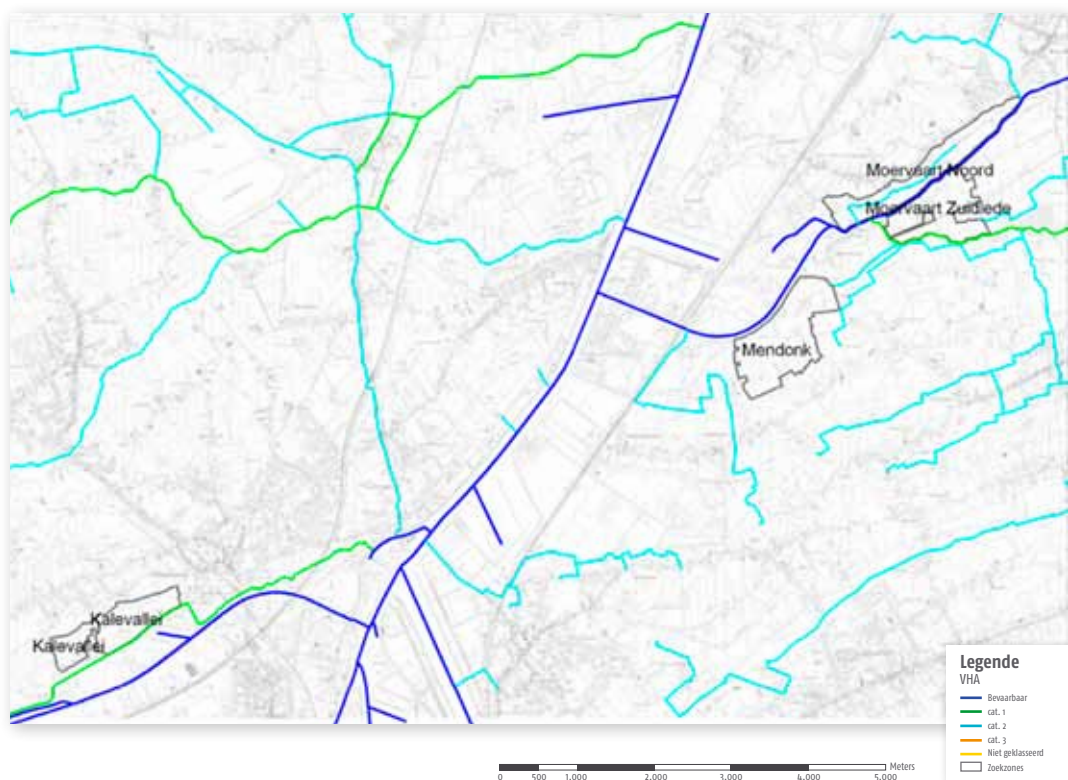 Moervaart Noord
Moervaart Zuidlede
Mendonk
Kalevallei
Kalevallei
Legende
VHA
Bevaarbaar
cat. 1
cat. 2
cat. 3
Niet geklasseerd
Zoekzones
Meters
0 500 1.000 2.000 3.000 4.000 5.000